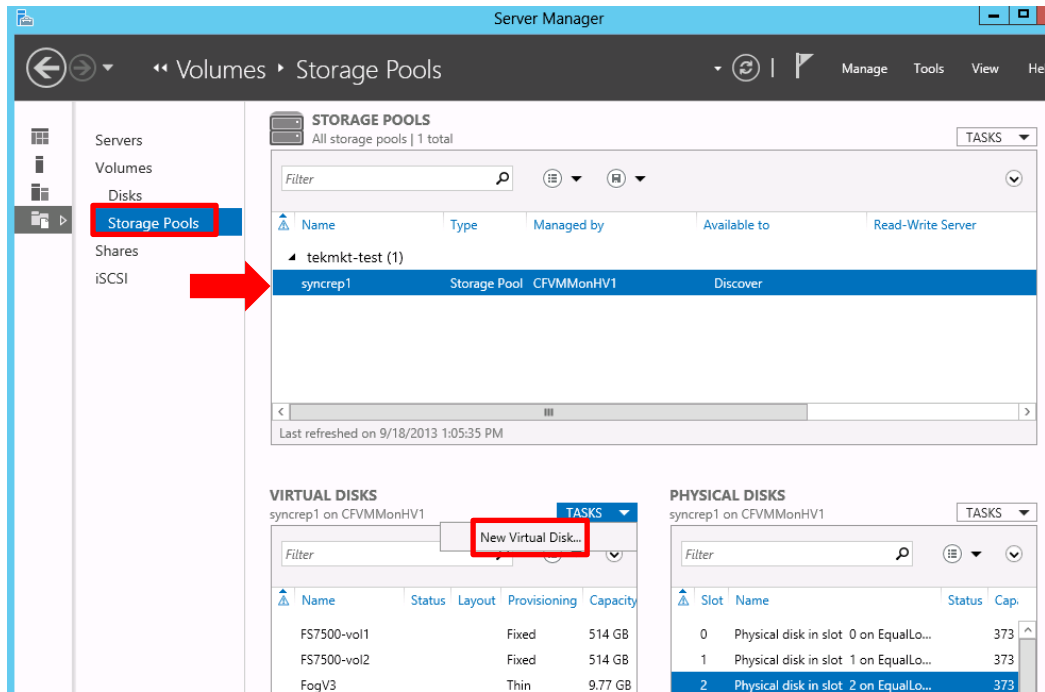 Server Manager
Volumes Storage Pools
Manage Tools View
Servers
Volumes
Disks
Storage Pools
Shares
iSCSI
STORAGE POOLS
All storage pools | 1 total
TASKS
Filter
Name Type Managed by Available to Read-Write Server
tekmkt-test (1)
syncrep1 Storage Pool CFVMMonHV1 Discover
Last refreshed on 9/18/2013 1:05:35 PM
VIRTUAL DISKS
syncrep1 on CFVMMonHV1
TASKS
New Virtual Disk...
Filter
Name Status Layout Provisioning Capacity
FS7500-vol1 Fixed 514 GB
FS7500-vol2 Fixed 514 GB
FogV3 Thin 9.77 GB
PHYSICAL DISKS
syncrep1 on CFVMMonHV1
TASKS
Filter
Slot Name Status Cap
0 Physical disk in slot 0 on EqualLo... 373
1 Physical disk in slot 1 on EqualLo... 373
2 Physical disk in slot 2 on EqualLo... 373